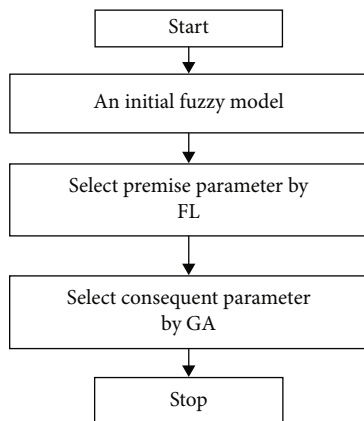 Start
An initial fuzzy model
Select premise parameter by
FL
Select consequent parameter
by GA
Stop